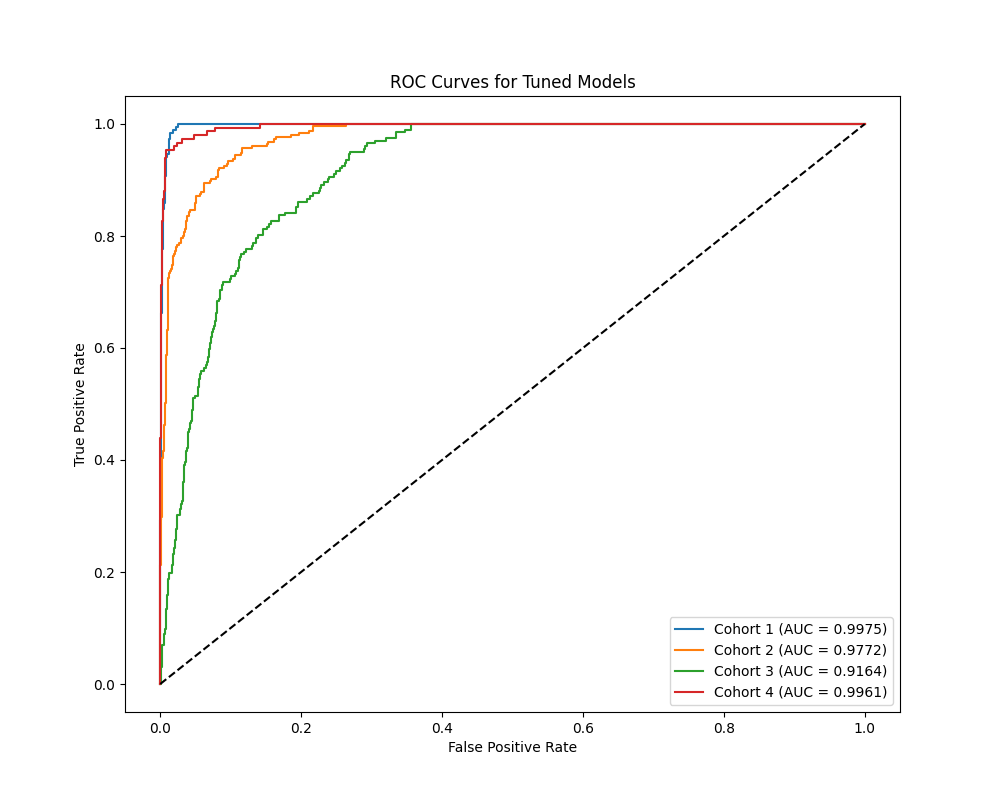 ROC Curves for Tuned Models
True Positive Rate
1.0
0.8
0.6
0.4
0.2
0.0
0.0 0.2 0.4 0.6 0.8 1.0
False Positive Rate
Cohort 1 (AUC = 0.9975)
Cohort 2 (AUC = 0.9772)
Cohort 3 (AUC = 0.9164)
Cohort 4 (AUC = 0.9961)